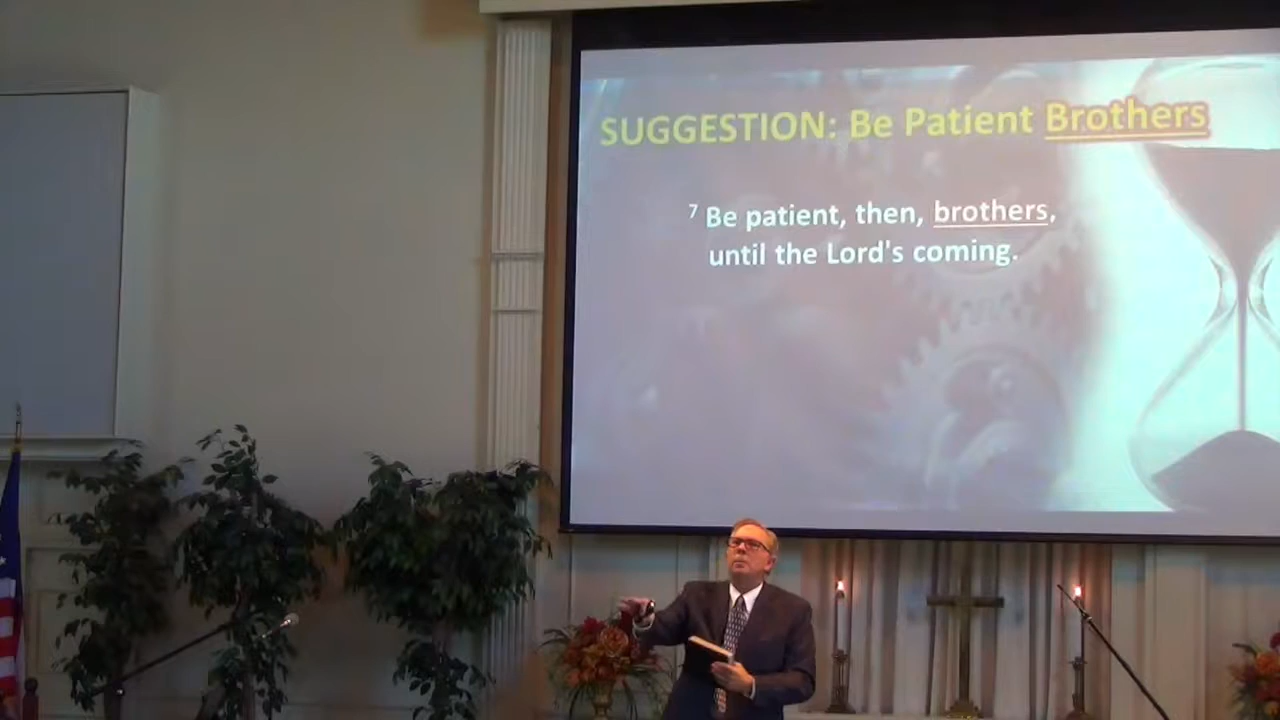 SUGGESTION: Be Patient Brothers
7 Be patient, then, brothers,
until the Lord's coming.